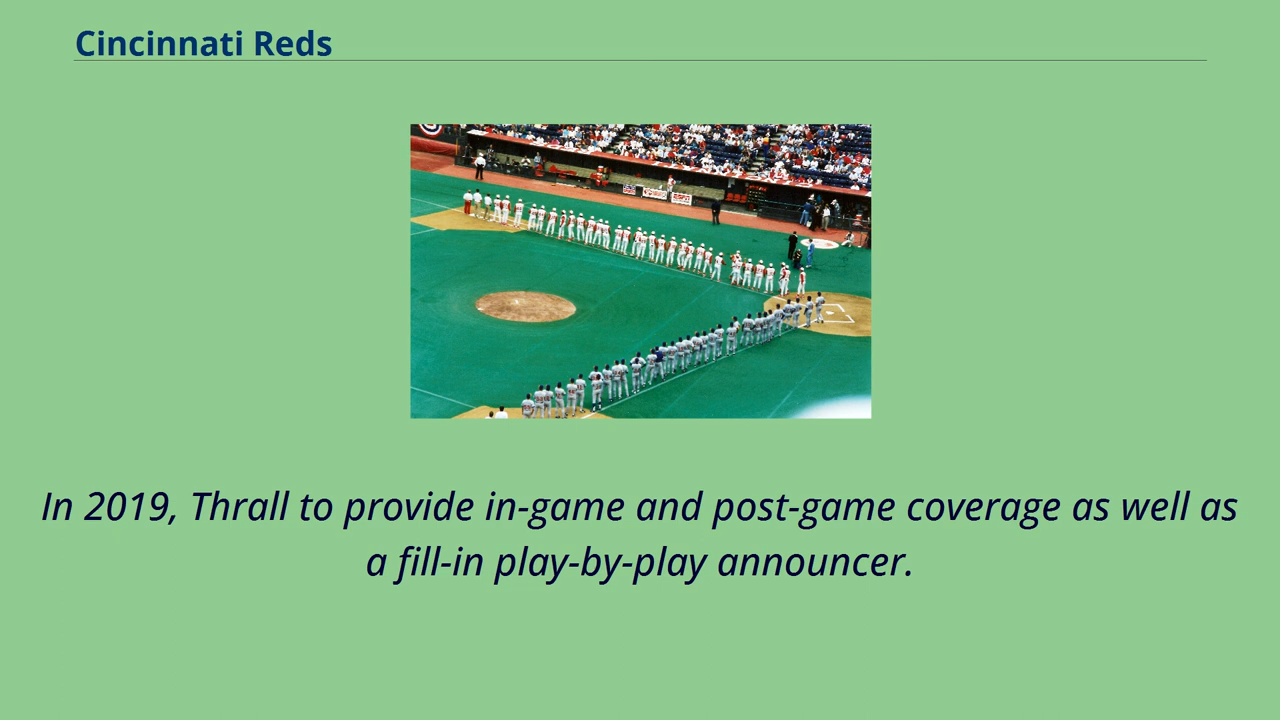 Cincinnati Reds
In 2019, Thrall to provide in-game and post-game coverage as well as
a fill-in play-by-play announcer.